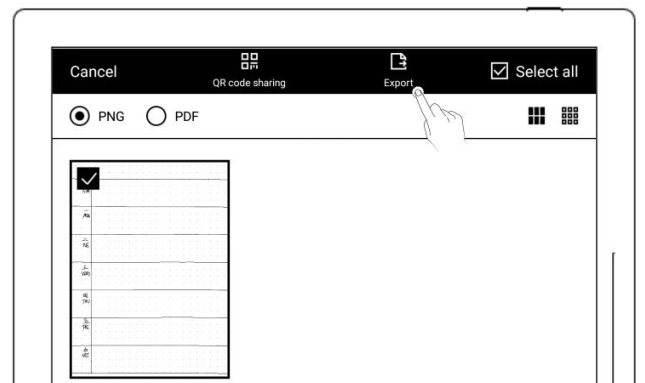 Cancel
QR code sharing
Export
Select all
PNG
PDF